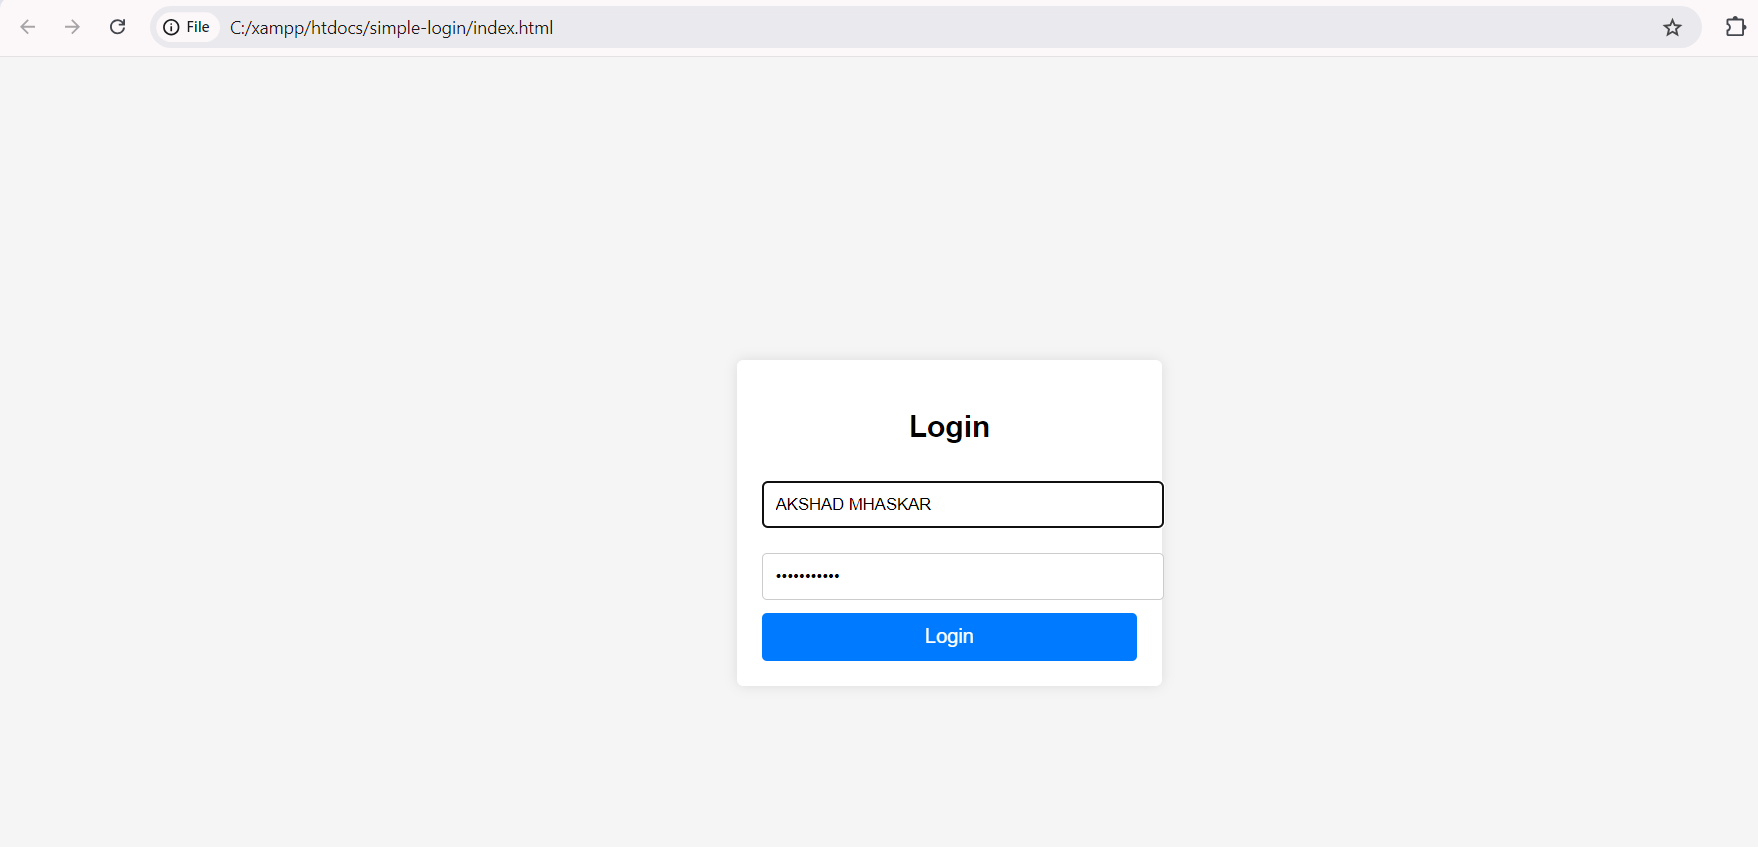 File C:/xampp/htdocs/simple-login/index.html
Login
AKSHAD MHASKAR
•••••••••••
Login